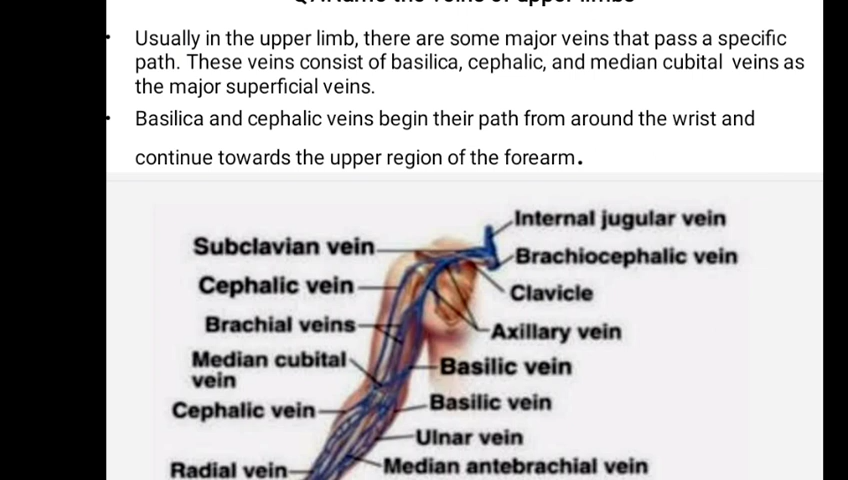 • Usually in the upper limb, there are some major veins that pass a specific
path. These veins consist of basilica, cephalic, and median cubital veins as
the major superficial veins.
• Basilica and cephalic veins begin their path from around the wrist and
continue towards the upper region of the forearm.
Internal jugular vein
Subclavian vein
Brachiocephalic vein
Cephalic vein
Clavicle
Brachial veins
Axillary vein
Median cubital
vein
Basilic vein
Cephalic vein
Basilic vein
Ulnar vein
Radial vein
Median antebrachial vein